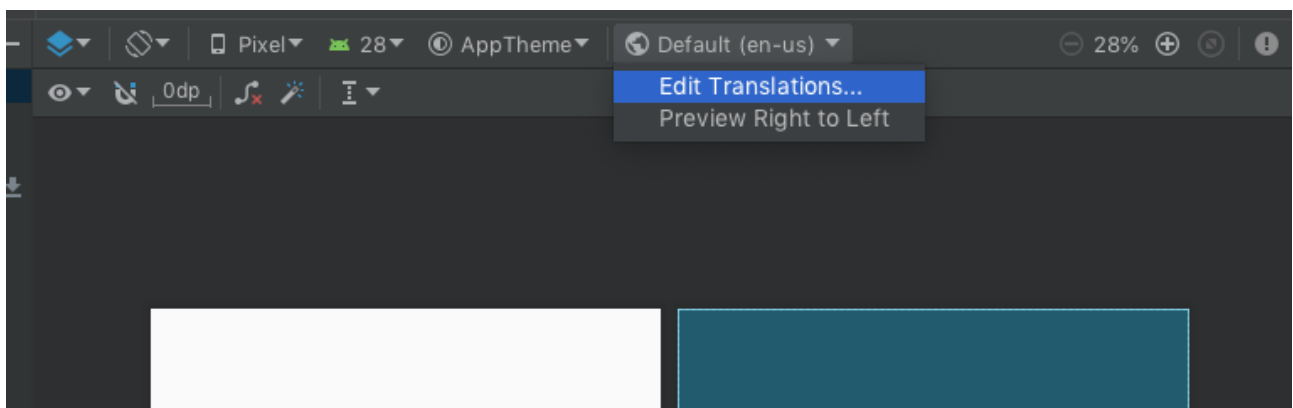 Pixel 28 AppTheme Default (en-us) 28%
0dp Edit Translations...
Preview Right to Left